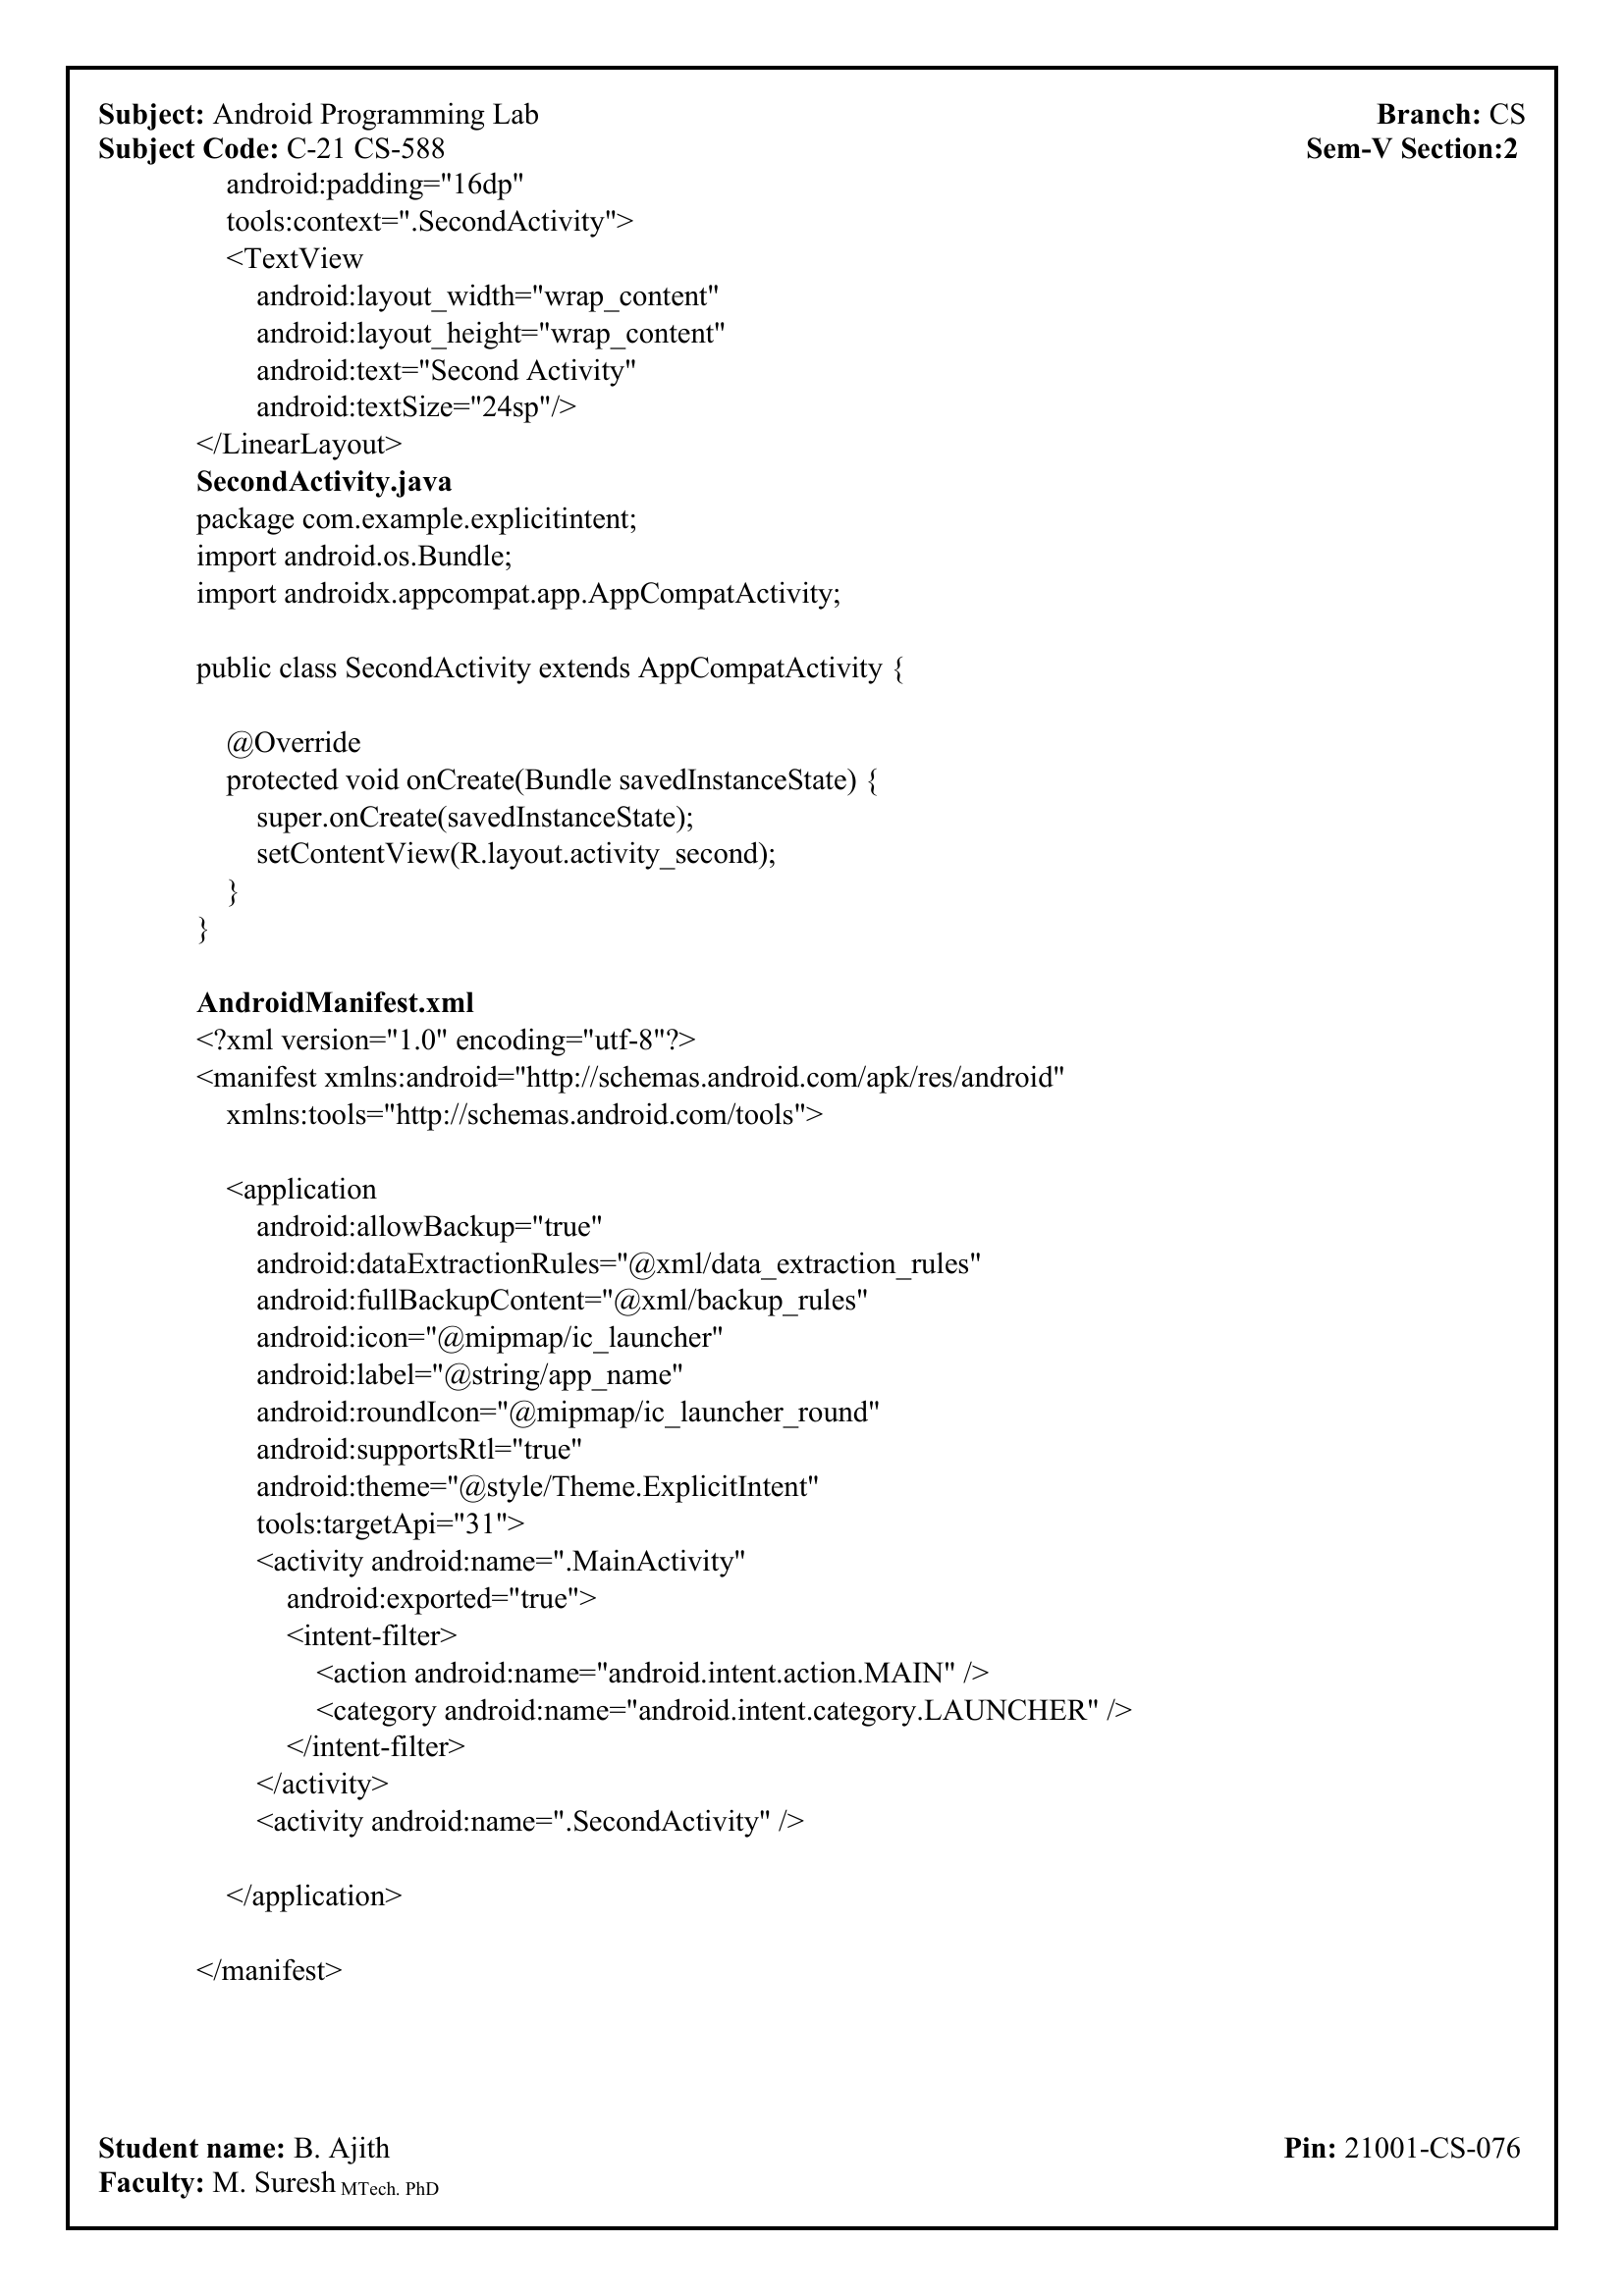 Subject: Android Programming Lab Branch: CS
Subject Code: C-21 CS-588 Sem-V Section:2
android:padding="16dp"
tools:context=".SecondActivity">
<TextView
android:layout_width="wrap_content"
android:layout_height="wrap_content"
android:text="Second Activity"
android:textSize="24sp"/>
</LinearLayout>
SecondActivity.java
package com.example.explicitintent;
import android.os.Bundle;
import androidx.appcompat.app.AppCompatActivity;
public class SecondActivity extends AppCompatActivity {
@Override
protected void onCreate(Bundle savedInstanceState) {
super.onCreate(savedInstanceState);
setContentView(R.layout.activity_second);
}
}
AndroidManifest.xml
<?xml version="1.0" encoding="utf-8"?>
<manifest xmlns:android="http://schemas.android.com/apk/res/android"
xmlns:tools="http://schemas.android.com/tools">
<application
android:allowBackup="true"
android:dataExtractionRules="@xml/data_extraction_rules"
android:fullBackupContent="@xml/backup_rules"
android:icon="@mipmap/ic_launcher"
android:label="@string/app_name"
android:roundIcon="@mipmap/ic_launcher_round"
android:supportsRtl="true"
android:theme="@style/Theme.ExplicitIntent"
tools:targetApi="31">
<activity android:name=".MainActivity"
android:exported="true">
<intent-filter>
<action android:name="android.intent.action.MAIN" />
<category android:name="android.intent.category.LAUNCHER" />
</intent-filter>
</activity>
<activity android:name=".SecondActivity" />
</application>
</manifest>
Student name: B. Ajith Pin: 21001-CS-076
Faculty: M. Suresh MTech. PhD